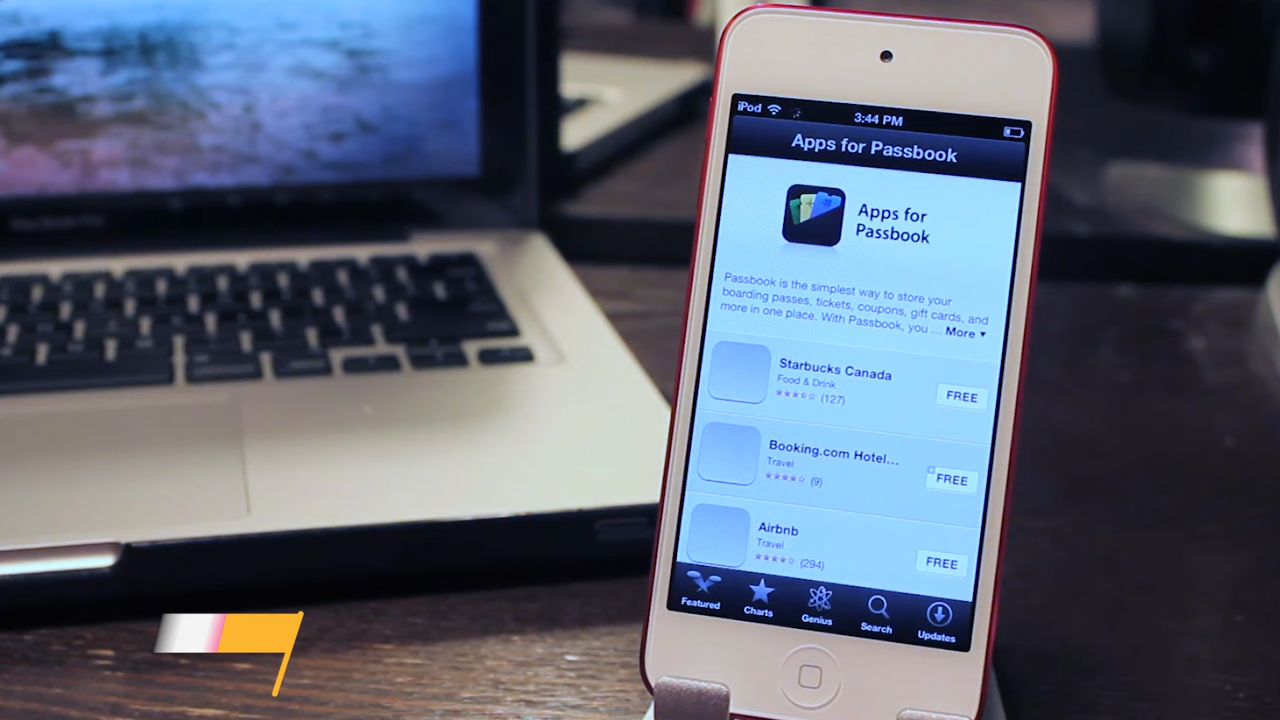 iPod 3:44 PM
Apps for Passbook
Apps for
Passbook
Passbook is the simplest way to store your
boarding passes, tickets, coupons, gift cards, and
more in one place. With Passbook, you ... More ▾
Starbucks Canada
Food & Drink
(127)
FREE
Booking.com Hotel...
Travel
(9)
FREE
Airbnb
Travel
(294)
FREE
Featured Charts Genius Search Updates